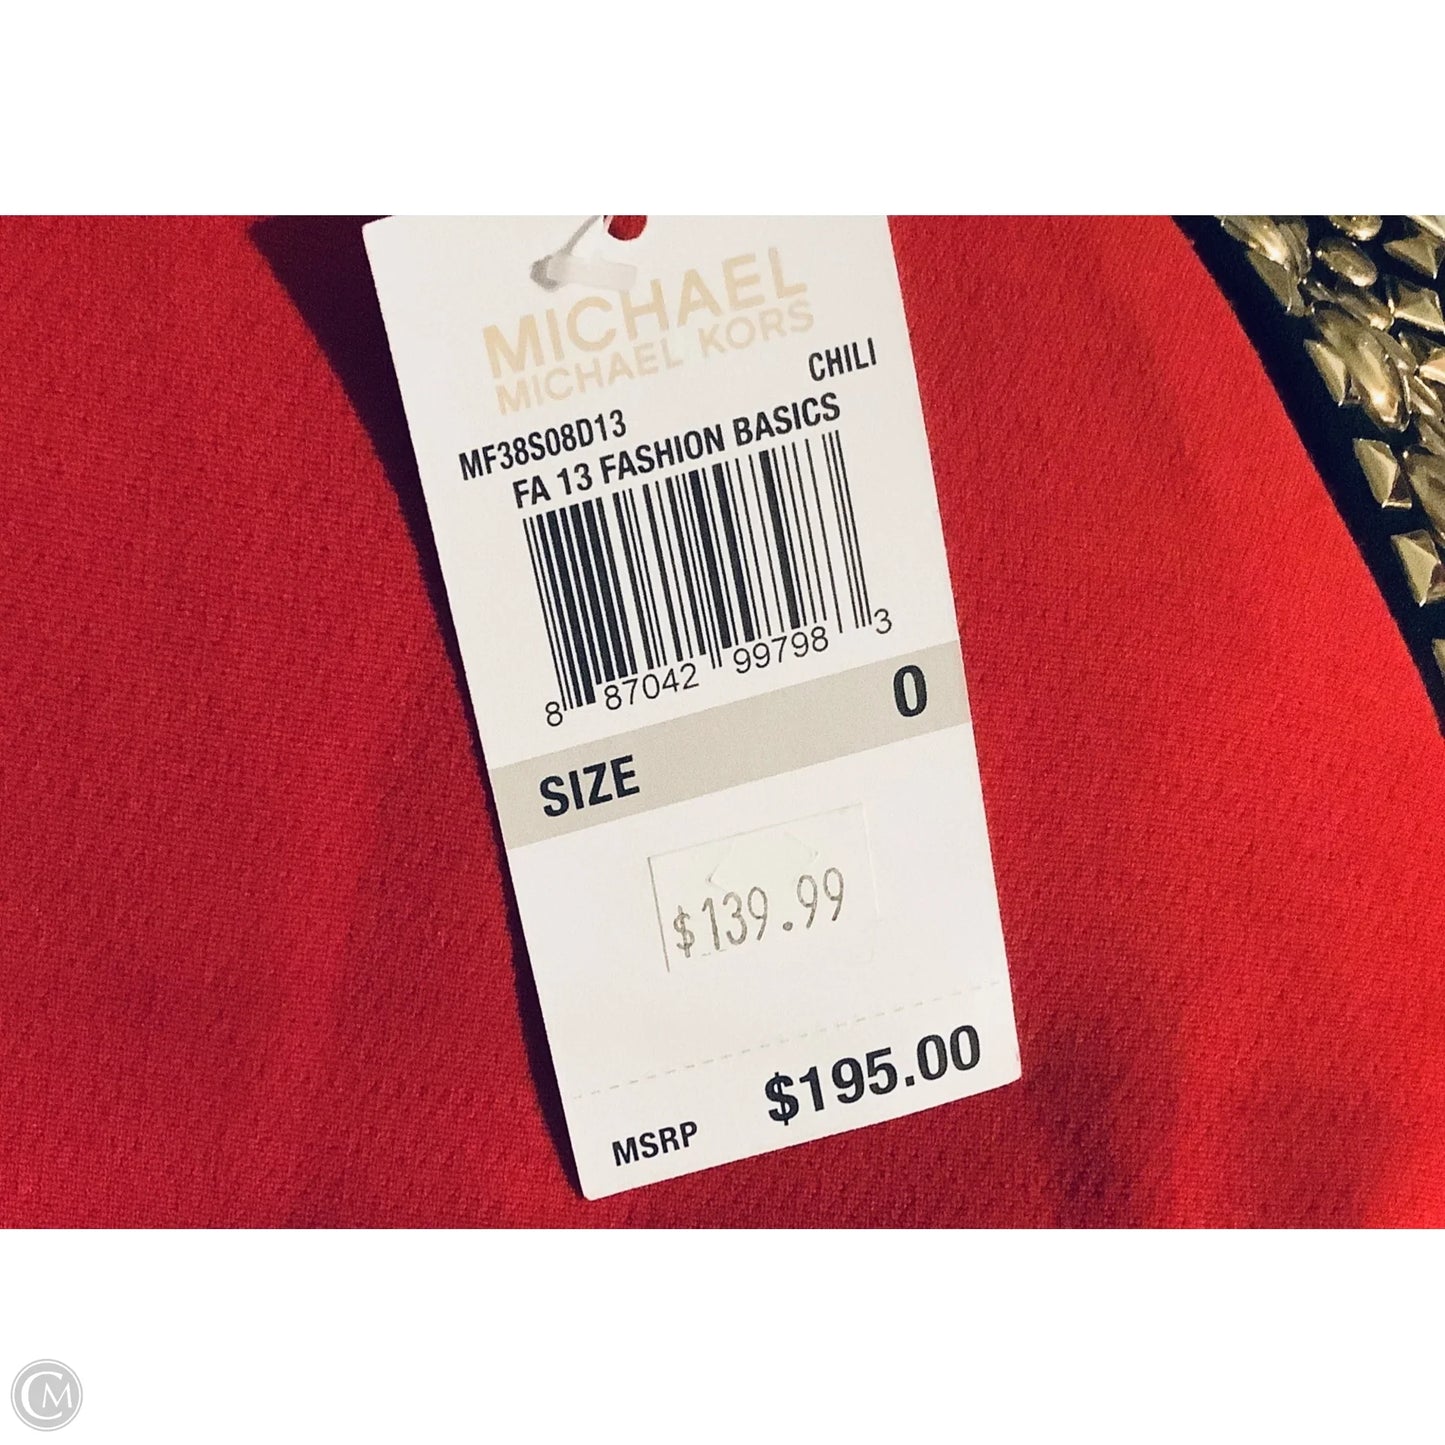 MICHAEL
MICHAEL KORS
CHILI
MF38S08D13
FA 13 FASHION BASICS
8 87042 99798 3
SIZE 0
$139.99
MSRP $195.00
CM